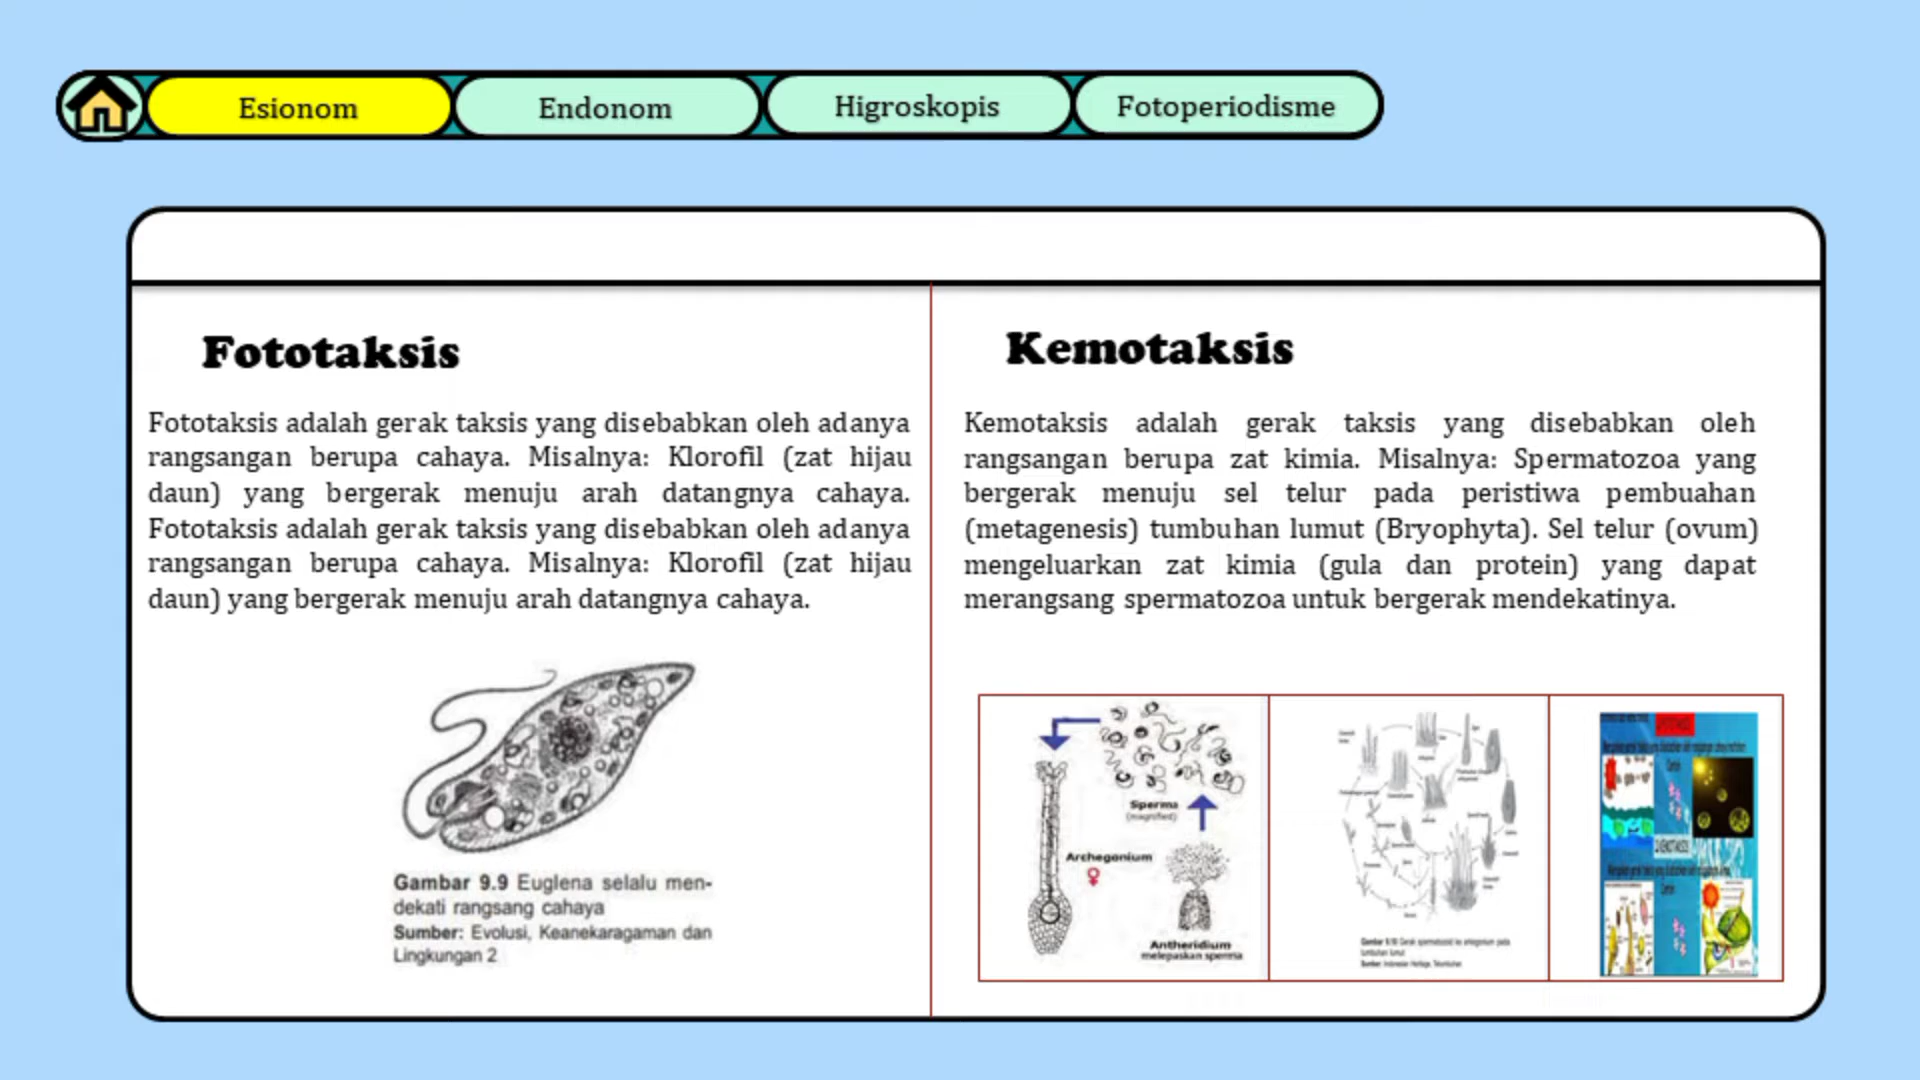 Esionom
Endonom
Higroskopis
Fotoperiodisme
Fototaksis
Fototaksis adalah gerak taksis yang disebabkan oleh adanya
rangsangan berupa cahaya. Misalnya: Klorofil (zat hijau
daun) yang bergerak menuju arah datangnya cahaya.
Fototaksis adalah gerak taksis yang disebabkan oleh adanya
rangsangan berupa cahaya. Misalnya: Klorofil (zat hijau
daun) yang bergerak menuju arah datangnya cahaya.
Gambar 9.9 Euglena selalu men-
dekati rangsang cahaya
Sumber: Evolusi, Keanekaragaman dan
Lingkungan 2
Kemotaksis
Kemotaksis adalah gerak taksis yang disebabkan oleh
rangsangan berupa zat kimia. Misalnya: Spermatozoa yang
bergerak menuju sel telur pada peristiwa pembuahan
(metagenesis) tumbuhan lumut (Bryophyta). Sel telur (ovum)
mengeluarkan zat kimia (gula dan protein) yang dapat
merangsang spermatozoa untuk bergerak mendekatinya.
Sperma
(magnified)
Archegonium
Antheridium
melepaskan sperma